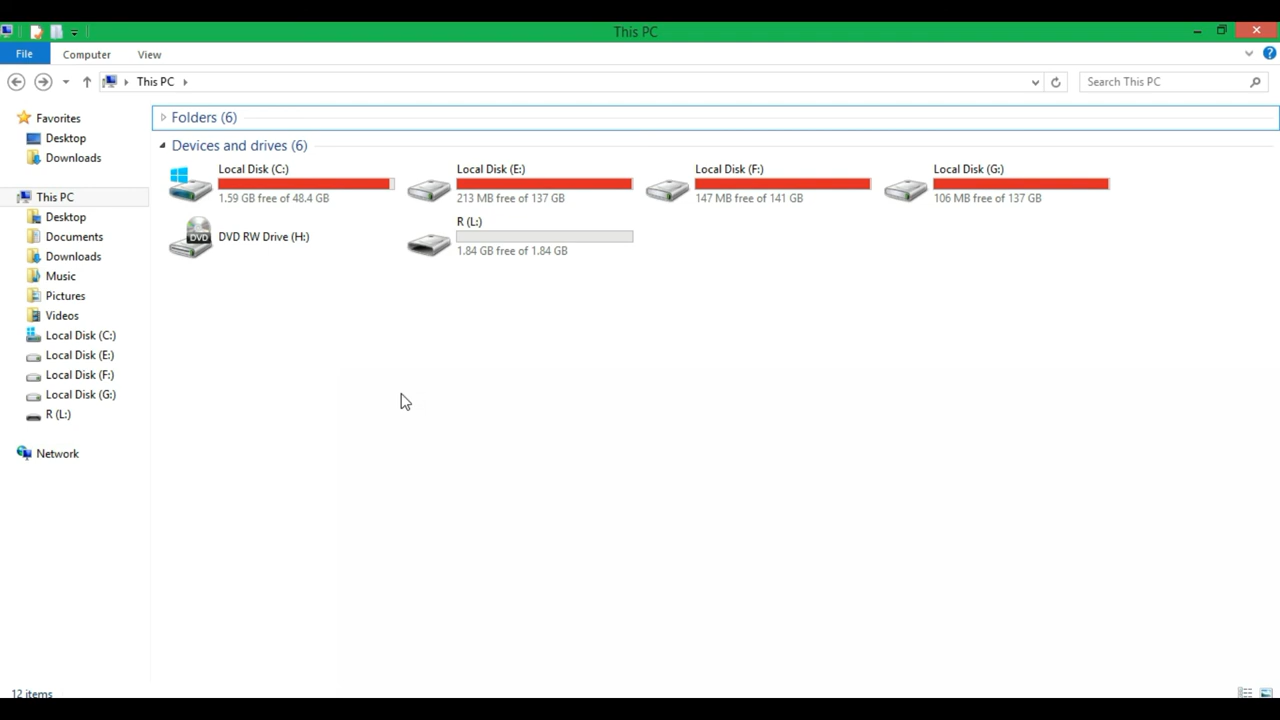 This PC
File Computer View
This PC
Search This PC
Favorites
Desktop
Downloads
This PC
Desktop
Documents
Downloads
Music
Pictures
Videos
Local Disk (C:)
Local Disk (E:)
Local Disk (F:)
Local Disk (G:)
R (L:)
Network
Folders (6)
Devices and drives (6)
Local Disk (C:)
1.59 GB free of 48.4 GB
Local Disk (E:)
213 MB free of 137 GB
Local Disk (F:)
147 MB free of 141 GB
Local Disk (G:)
106 MB free of 137 GB
DVD
DVD RW Drive (H:)
R (L:)
1.84 GB free of 1.84 GB
12 items